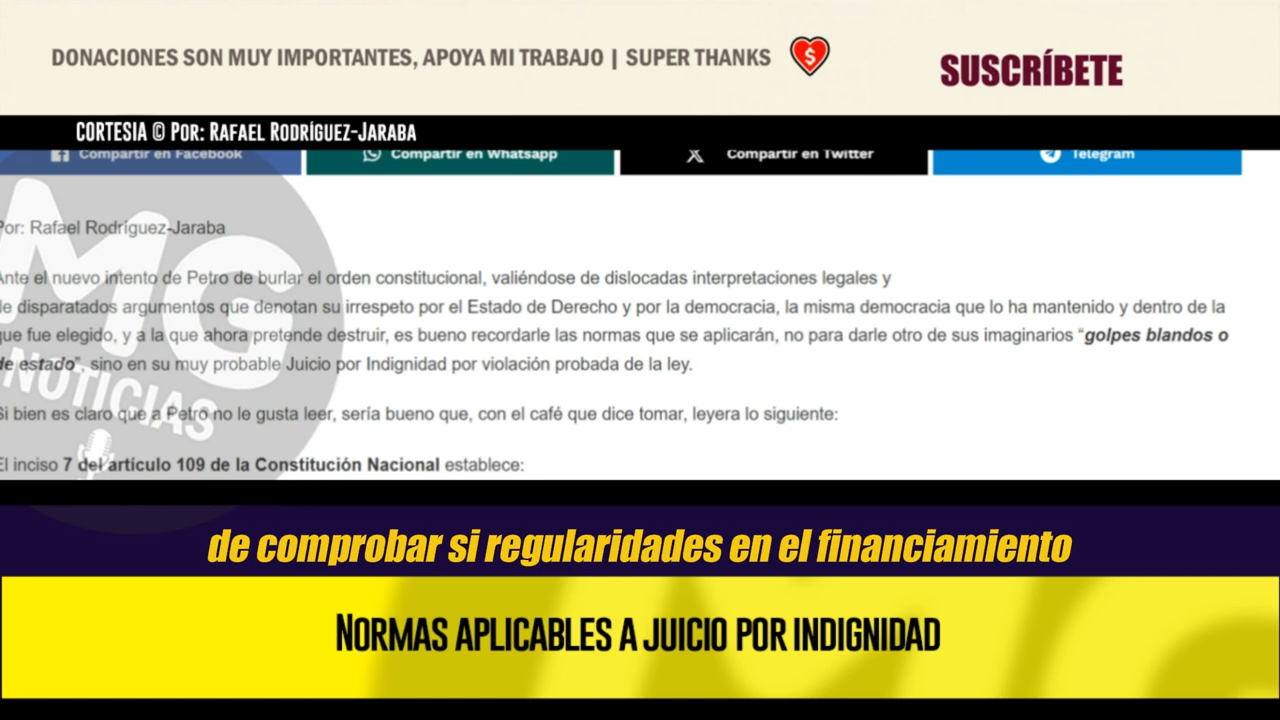 DONACIONES SON MUY IMPORTANTES, APOYA MI TRABAJO | SUPER THANKS
SUSCRÍBETE
CORTESIA © POR: RAFAEL RODRÍGUEZ-JARABA
Compartir en Facebook
Compartir en Whatsapp
Compartir en Twitter
Telegram
Por: Rafael Rodríguez-Jaraba
Ante el nuevo intento de Petro de burlar el orden constitucional, valiéndose de dislocadas interpretaciones legales y
de disparatados argumentos que denotan su irrespeto por el Estado de Derecho y por la democracia, la misma democracia que lo ha mantenido y dentro de la
que fue elegido, y a la que ahora pretende destruir, es bueno recordarle las normas que se aplicarán, no para darle otro de sus imaginarios “golpes blandos o
de estado”, sino en su muy probable Juicio por Indignidad por violación probada de la ley.
Si bien es claro que a Petro no le gusta leer, sería bueno que, con el café que dice tomar, leyera lo siguiente:
El inciso 7 del artículo 109 de la Constitución Nacional establece:
MG
NOTICIAS
de comprobar si regularidades en el financiamiento
NORMAS APLICABLES A JUICIO POR INDIGNIDAD